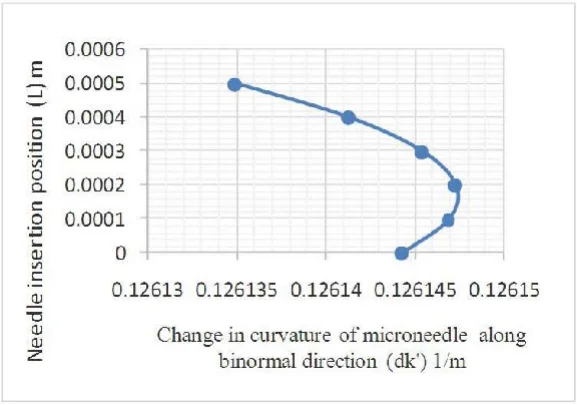 Needle insertion position (L) m
0.0006
0.0005
0.0004
0.0003
0.0002
0.0001
0
0.12613 0.126135 0.12614 0.126145 0.12615
Change in curvature of microneedle along
binormal direction (dk') 1/m